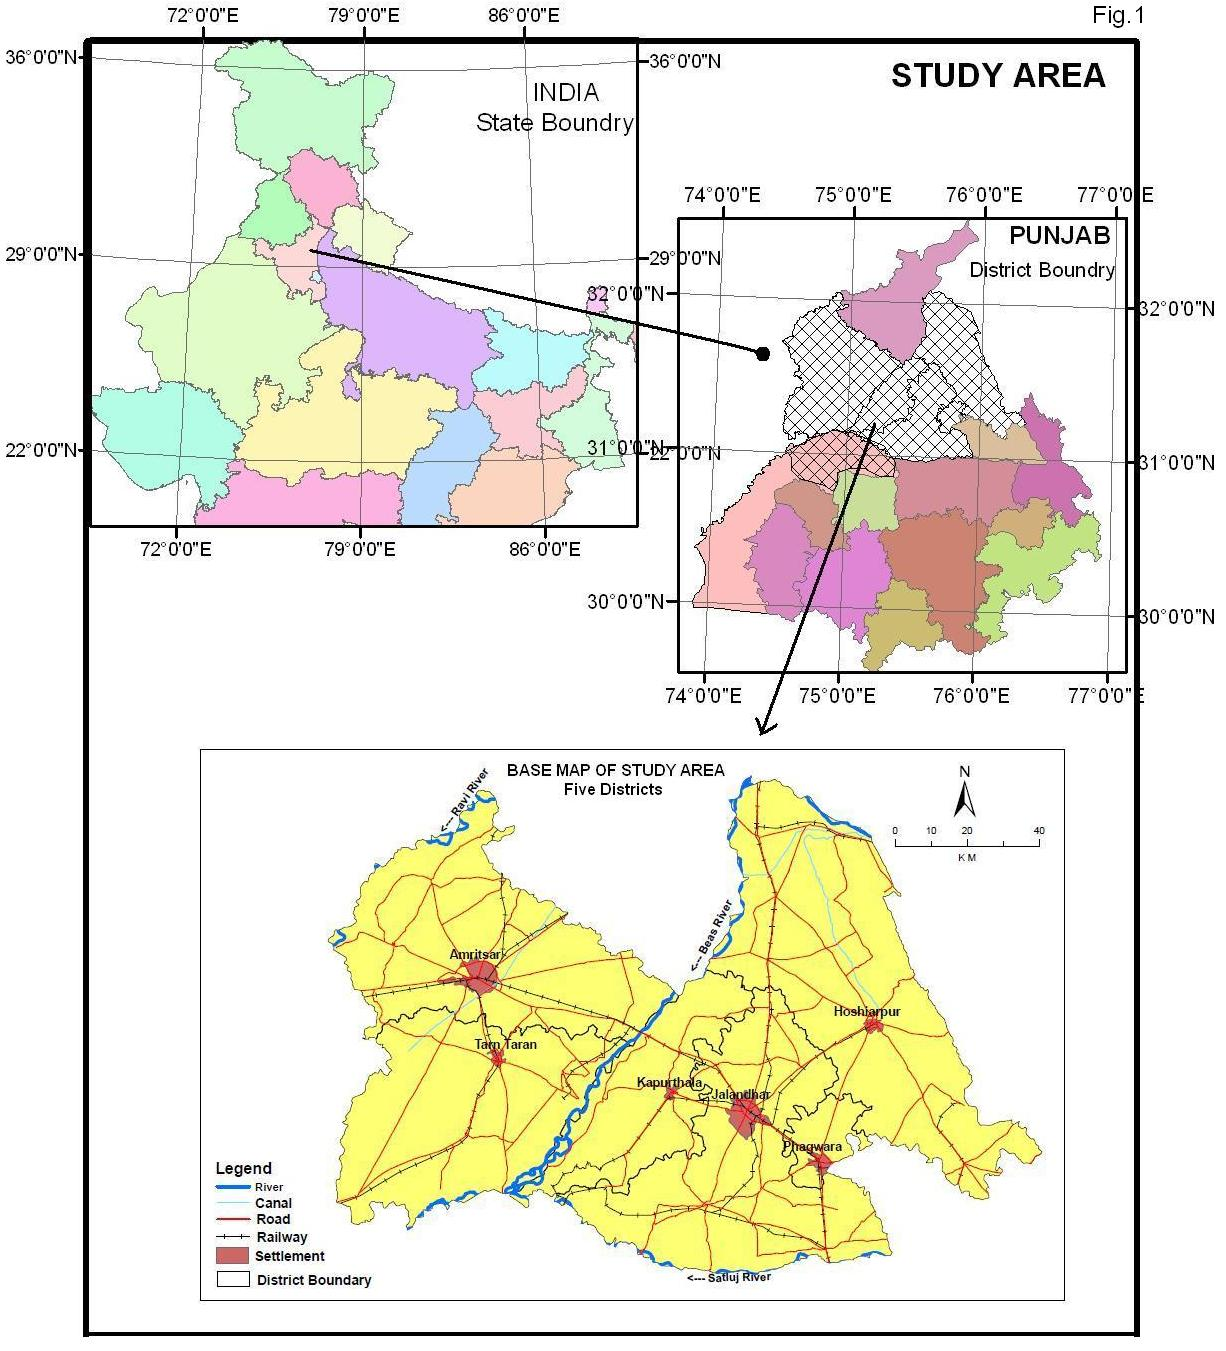 Fig.1
72°0'0"E 79°0'0"E 86°0'0"E
36°0'0"N
36°0'0"N
STUDY AREA
INDIA
State Boundry
74°0'0"E 75°0'0"E 76°0'0"E 77°0'0"E
PUNJAB
District Boundry
29°0'0"N
29°0'0"N
32°0'0"N
32°0'0"N
22°0'0"N
31°0'0"N
22°0'0"N
31°0'0"N
72°0'0"E 79°0'0"E 86°0'0"E
30°0'0"N
30°0'0"N
74°0'0"E 75°0'0"E 76°0'0"E 77°0'0"E
BASE MAP OF STUDY AREA
Five Districts
<--- Ravi River
N
0 10 20 40
KM
<--- Beas River
Amritsar
Hoshiarpur
Tarn Taran
Kapurthala
Jalandhar
Phagwara
Legend
River
Canal
Road
Railway
Settlement
District Boundary
<--- Satluj River